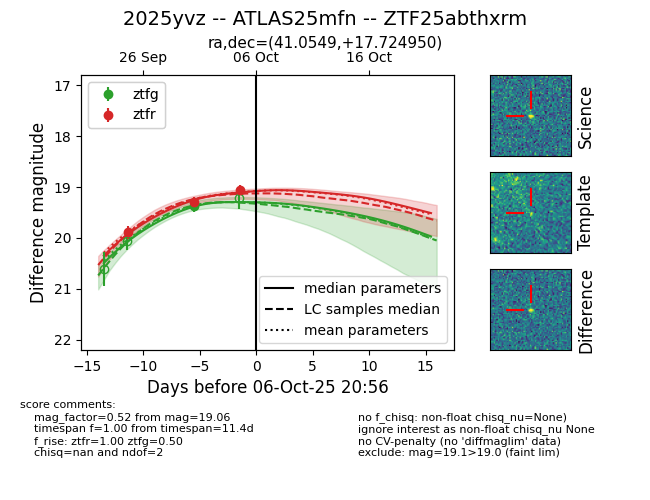 2025yvz -- ATLAS25mfn -- ZTF25abthxrm
ra,dec=(41.0549,+17.724950)
26 Sep 06 Oct 16 Oct
17
18
19
20
21
22
Difference magnitude
ztfg
ztfr
median parameters
LC samples median
mean parameters
−15 −10 −5 0 5 10 15
Days before 06-Oct-25 20:56
Science
Template
Difference
score comments:
mag_factor=0.52 from mag=19.06
timespan f=1.00 from timespan=11.4d
f_rise: ztfr=1.00 ztfg=0.50
chisq=nan and ndof=2
no f_chisq: non-float chisq_nu=None)
ignore interest as non-float chisq_nu None
no CV-penalty (no 'diffmaglim' data)
exclude: mag=19.1>19.0 (faint lim)